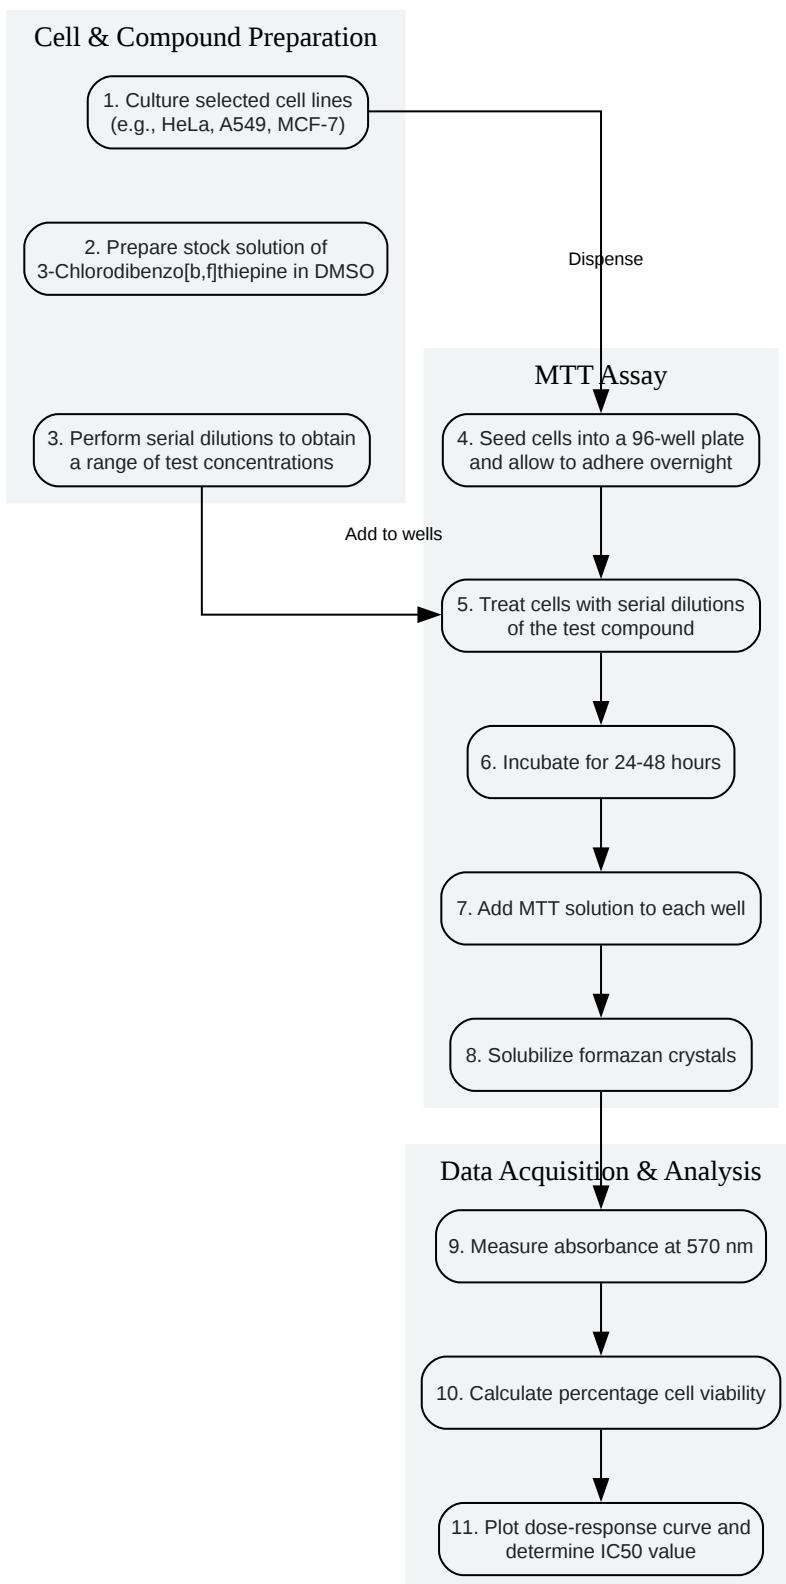 Cell & Compound Preparation
1. Culture selected cell lines
(e.g., HeLa, A549, MCF-7)
2. Prepare stock solution of
3-Chlorodibenzo[b,f]thiepine in DMSO
Dispense
MTT Assay
3. Perform serial dilutions to obtain
a range of test concentrations
4. Seed cells into a 96-well plate
and allow to adhere overnight
Add to wells
5. Treat cells with serial dilutions
of the test compound
6. Incubate for 24-48 hours
7. Add MTT solution to each well
8. Solubilize formazan crystals
Data Acquisition & Analysis
9. Measure absorbance at 570 nm
10. Calculate percentage cell viability
11. Plot dose-response curve and
determine IC50 value